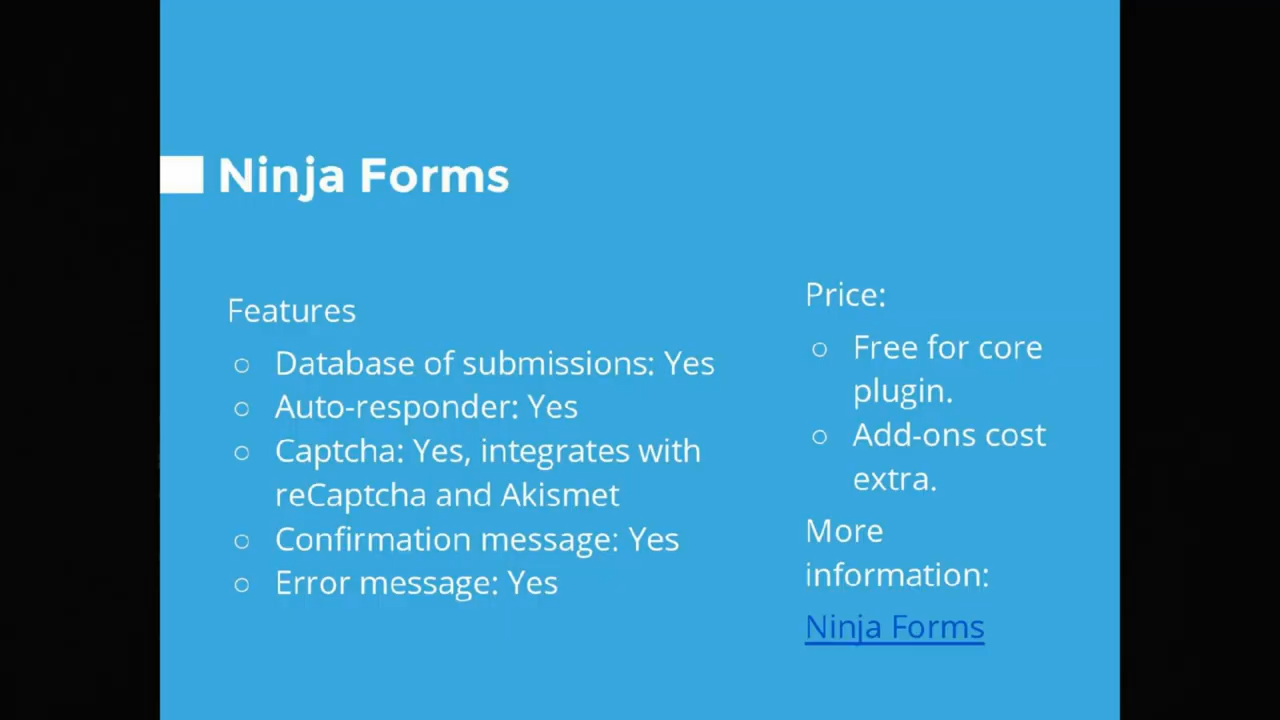 Ninja Forms
Features
○ Database of submissions: Yes
○ Auto-responder: Yes
○ Captcha: Yes, integrates with
reCaptcha and Akismet
○ Confirmation message: Yes
○ Error message: Yes
Price:
○ Free for core
plugin.
○ Add-ons cost
extra.
More
information:
Ninja Forms